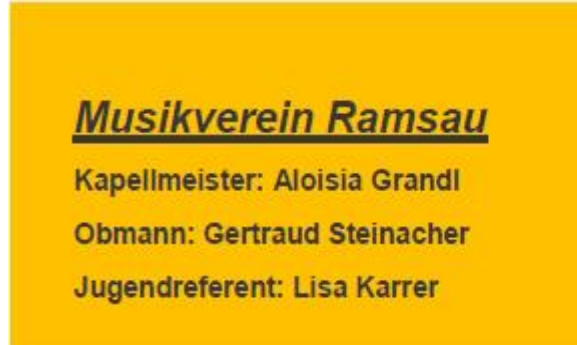 Musikverein Ramsau
Kapellmeister: Aloisia Grandl
Obmann: Gertraud Steinacher
Jugendreferent: Lisa Karrer